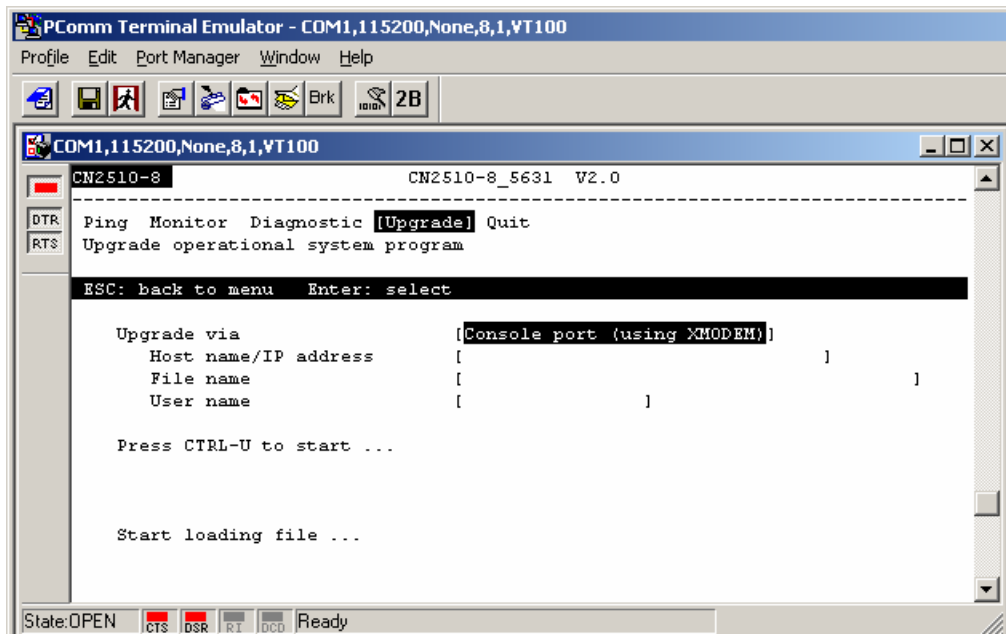 PComm Terminal Emulator - COM1,115200,None,8,1,VT100
Profile Edit Port Manager Window Help
Brk 2B
COM1,115200,None,8,1,VT100
CN2510-8 CN2510-8_5631 V2.0
--------------------------------------------------------------------------------
DTR Ping Monitor Diagnostic [Upgrade] Quit
RTS Upgrade operational system program
ESC: back to menu Enter: select
Upgrade via [Console port (using XMODEM)]
Host name/IP address [ ]
File name [ ]
User name [ ]
Press CTRL-U to start ...
Start loading file ...
State:OPEN CTS DSR RI DCD Ready